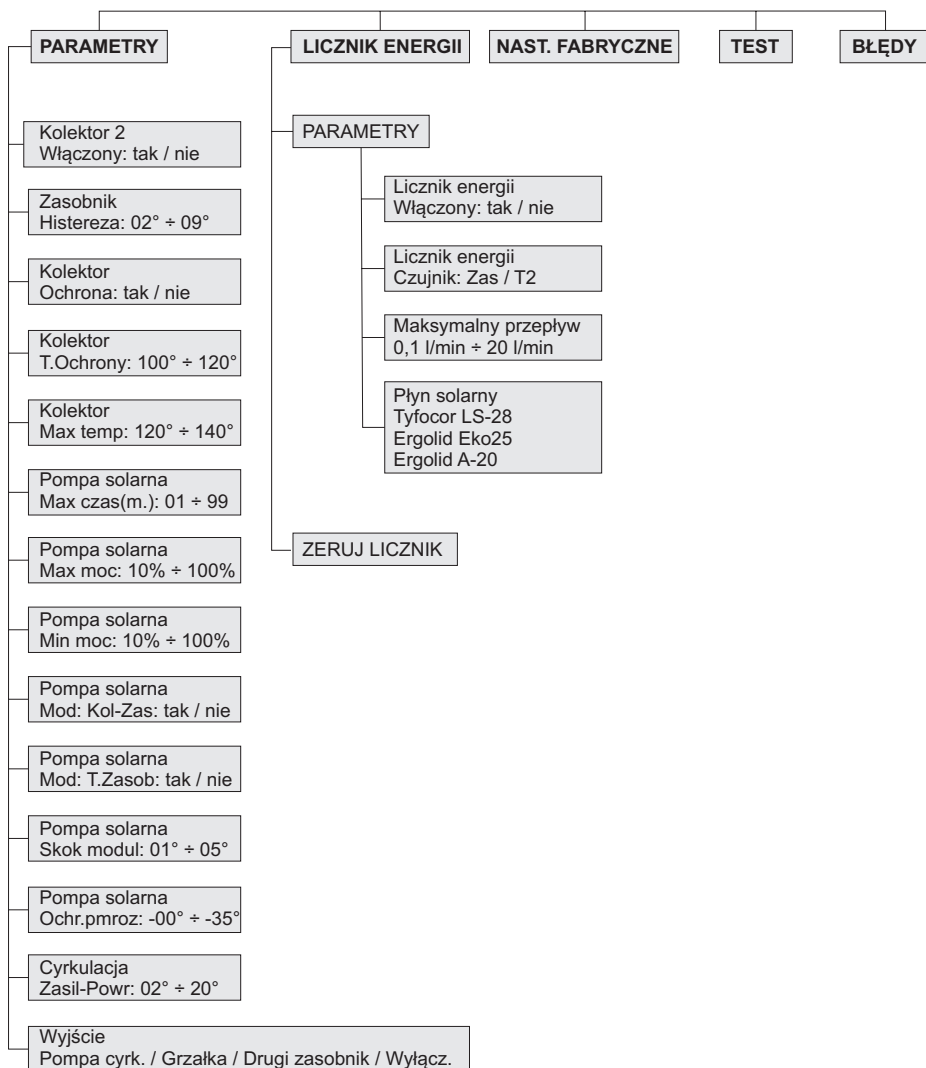 PARAMETRY
LICZNIK ENERGII
NAST. FABRYCZNE
TEST
BŁĘDY
Kolektor 2
Włączony: tak / nie
Zasobnik
Histereza: 02° ÷ 09°
Kolektor
Ochrona: tak / nie
Kolektor
T.Ochrony: 100° ÷ 120°
Kolektor
Max temp: 120° ÷ 140°
Pompa solarna
Max czas(m.): 01 ÷ 99
Pompa solarna
Max moc: 10% ÷ 100%
Pompa solarna
Min moc: 10% ÷ 100%
Pompa solarna
Mod: Kol-Zas: tak / nie
Pompa solarna
Mod: T.Zasob: tak / nie
Pompa solarna
Skok modul: 01° ÷ 05°
Pompa solarna
Ochr.pmroz: -00° ÷ -35°
Cyrkulacja
Zasil-Powr: 02° ÷ 20°
Wyjście
Pompa cyrk. / Grzałka / Drugi zasobnik / Wyłącz.
PARAMETRY
Licznik energii
Włączony: tak / nie
Licznik energii
Czujnik: Zas / T2
Maksymalny przepływ
0,1 l/min ÷ 20 l/min
Płyn solarny
Tyfocor LS-28
Ergolid Eko25
Ergolid A-20
ZERUJ LICZNIK